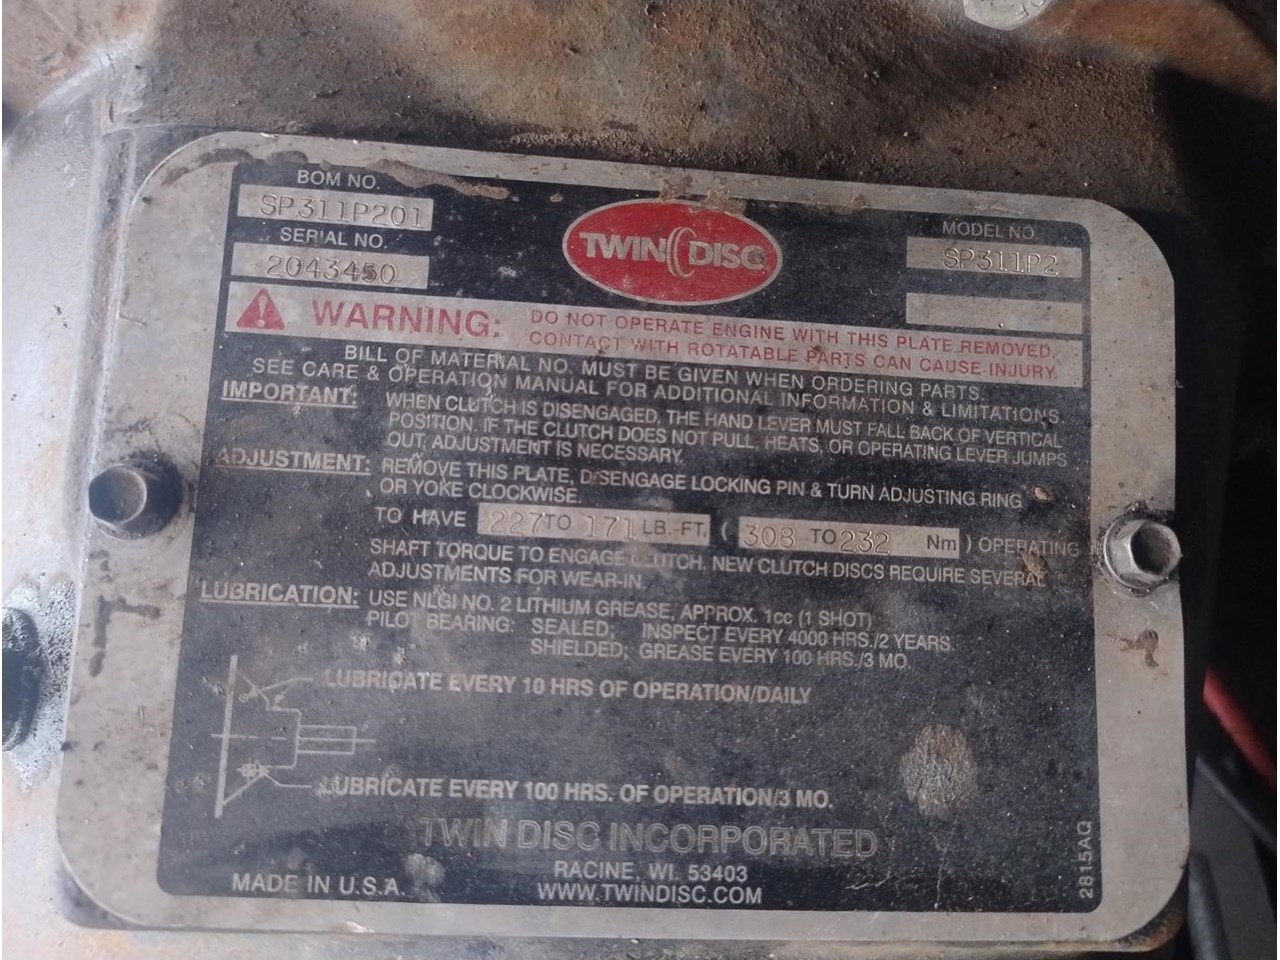 BOM NO.
SP311P201
SERIAL NO.
2043450
TWIN DISC
MODEL NO.
SP311P2
WARNING: DO NOT OPERATE ENGINE WITH THIS PLATE REMOVED.
CONTACT WITH ROTATABLE PARTS CAN CAUSE INJURY.
BILL OF MATERIAL NO. MUST BE GIVEN WHEN ORDERING PARTS.
SEE CARE & OPERATION MANUAL FOR ADDITIONAL INFORMATION & LIMITATIONS.
IMPORTANT: WHEN CLUTCH IS DISENGAGED, THE HAND LEVER MUST FALL BACK OF VERTICAL
POSITION. IF THE CLUTCH DOES NOT PULL, HEATS, OR OPERATING LEVER JUMPS
OUT, ADJUSTMENT IS NECESSARY.
ADJUSTMENT: REMOVE THIS PLATE, DISENGAGE LOCKING PIN & TURN ADJUSTING RING
OR YOKE CLOCKWISE.
TO HAVE 227 TO 171 LB.-FT. ( 308 TO 232 Nm ) OPERATING
SHAFT TORQUE TO ENGAGE CLUTCH. NEW CLUTCH DISCS REQUIRE SEVERAL
ADJUSTMENTS FOR WEAR-IN.
LUBRICATION: USE NLGI NO. 2 LITHIUM GREASE, APPROX. 1cc (1 SHOT)
PILOT BEARING: SEALED; INSPECT EVERY 4000 HRS./2 YEARS
SHIELDED; GREASE EVERY 100 HRS./3 MO.
LUBRICATE EVERY 10 HRS OF OPERATION/DAILY
LUBRICATE EVERY 100 HRS. OF OPERATION/3 MO.
TWIN DISC INCORPORATED
RACINE, WI. 53403
MADE IN U.S.A.
WWW.TWINDISC.COM
2815AQ